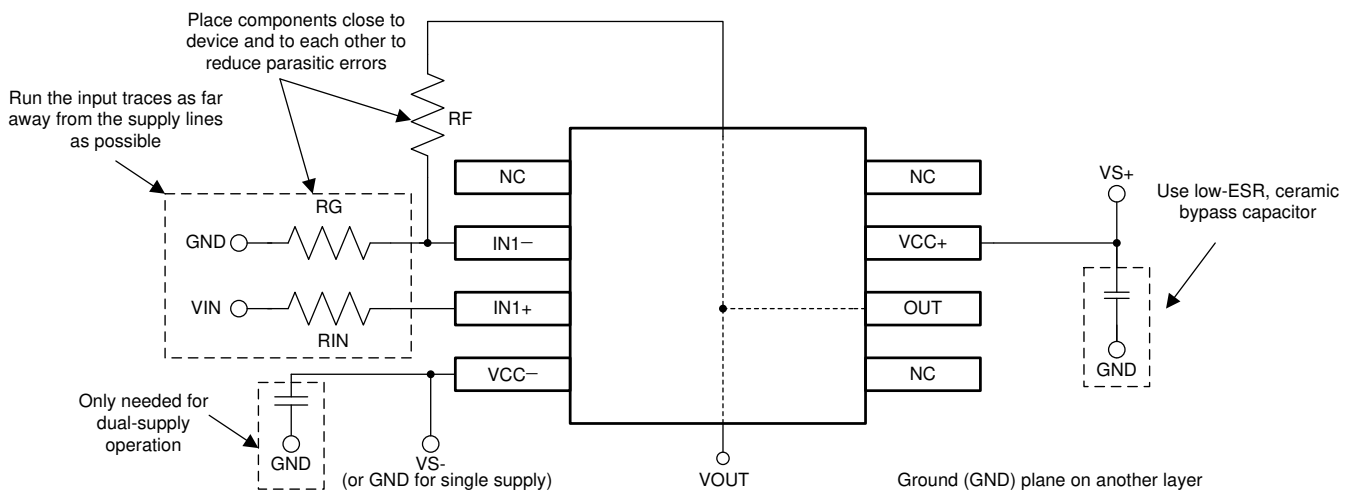 Place components close to
device and to each other to
reduce parasitic errors
Run the input traces as far
away from the supply lines
as possible
RF
NC
NC
VS+
Use low-ESR, ceramic
bypass capacitor
RG
GND
IN1−
VCC+
VIN
IN1+
OUT
RIN
VCC−
NC
GND
Only needed for
dual-supply
operation
GND
VS-
(or GND for single supply)
VOUT
Ground (GND) plane on another layer